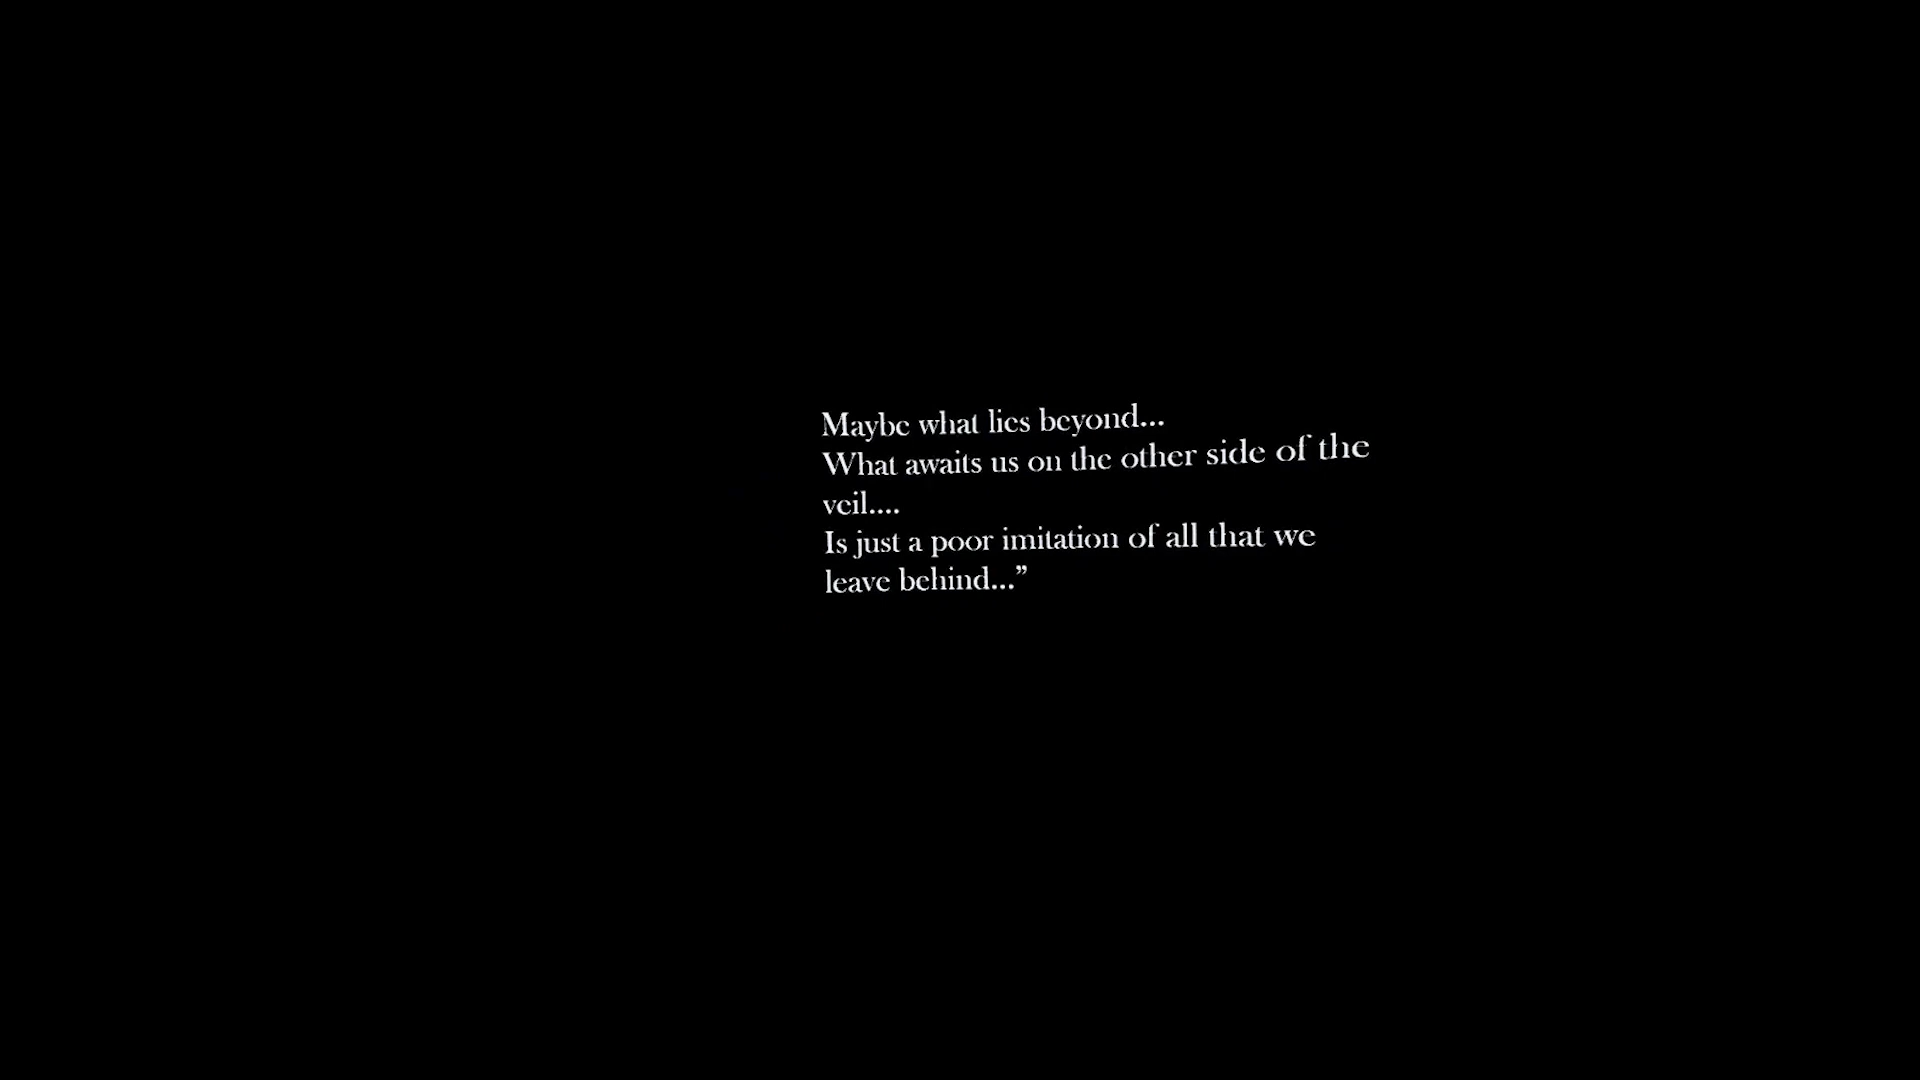 Maybe what lies beyond...
What awaits us on the other side of the
veil....
Is just a poor imitation of all that we
leave behind...”